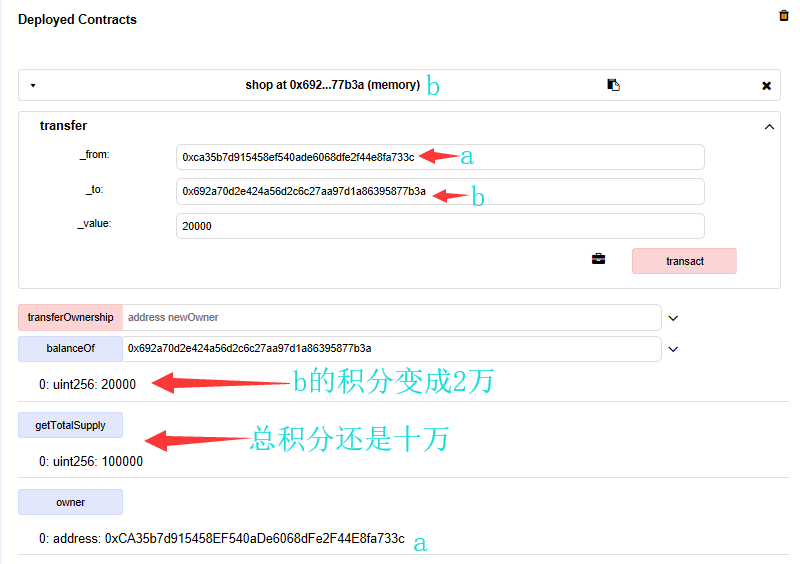 Deployed Contracts
shop at 0x692...77b3a (memory) b
transfer
_from: 0xca35b7d915458ef540ade6068dfe2f44e8fa733c a
_to: 0x692a70d2e424a56d2c6c27aa97d1a86395877b3a b
_value: 20000
transact
transferOwnership address newOwner
balanceOf 0x692a70d2e424a56d2c6c27aa97d1a86395877b3a
0: uint256: 20000 b的积分变成2万
getTotalSupply
总积分还是十万
0: uint256: 100000
owner
0: address: 0xCA35b7d915458EF540aDe6068dFe2F44E8fa733c a